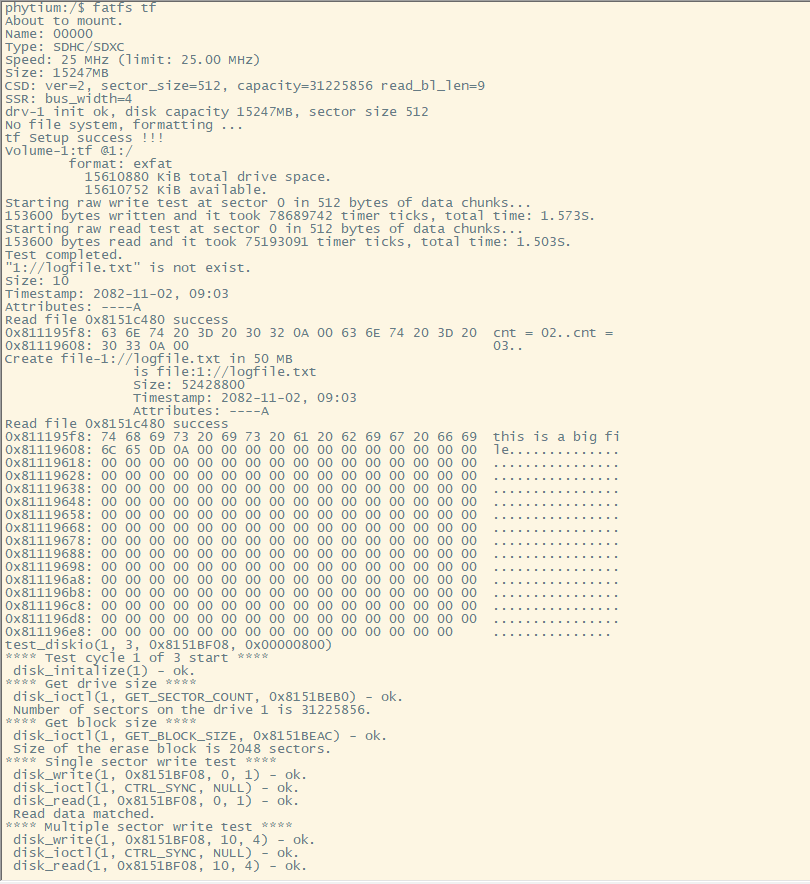 phytium:/$ fatfs tf
About to mount.
Name: 00000
Type: SDHC/SDXC
Speed: 25 MHz (limit: 25.00 MHz)
Size: 15247MB
CSD: ver=2, sector_size=512, capacity=31225856 read_bl_len=9
SSR: bus_width=4
drv-1 init ok, disk capacity 15247MB, sector size 512
No file system, formatting ...
tf Setup success !!!
Volume-1:tf @1:/
        format: exfat
          15610880 KiB total drive space.
          15610752 KiB available.
Starting raw write test at sector 0 in 512 bytes of data chunks...
153600 bytes written and it took 78689742 timer ticks, total time: 1.573S.
Starting raw read test at sector 0 in 512 bytes of data chunks...
153600 bytes read and it took 75193091 timer ticks, total time: 1.503S.
Test completed.
"1://logfile.txt" is not exist.
Size: 10
Timestamp: 2082-11-02, 09:03
Attributes: ----A
Read file 0x8151c480 success
0x811195f8: 63 6E 74 20 3D 20 30 32 0A 00 63 6E 74 20 3D 20  cnt = 02..cnt =
0x81119608: 30 33 0A 00                                      03..
Create file-1://logfile.txt in 50 MB
                is file:1://logfile.txt
                Size: 52428800
                Timestamp: 2082-11-02, 09:03
                Attributes: ----A
Read file 0x8151c480 success
0x811195f8: 74 68 69 73 20 69 73 20 61 20 62 69 67 20 66 69  this is a big fi
0x81119608: 6C 65 0D 0A 00 00 00 00 00 00 00 00 00 00 00 00  le..............
0x81119618: 00 00 00 00 00 00 00 00 00 00 00 00 00 00 00 00  ................
0x81119628: 00 00 00 00 00 00 00 00 00 00 00 00 00 00 00 00  ................
0x81119638: 00 00 00 00 00 00 00 00 00 00 00 00 00 00 00 00  ................
0x81119648: 00 00 00 00 00 00 00 00 00 00 00 00 00 00 00 00  ................
0x81119658: 00 00 00 00 00 00 00 00 00 00 00 00 00 00 00 00  ................
0x81119668: 00 00 00 00 00 00 00 00 00 00 00 00 00 00 00 00  ................
0x81119678: 00 00 00 00 00 00 00 00 00 00 00 00 00 00 00 00  ................
0x81119688: 00 00 00 00 00 00 00 00 00 00 00 00 00 00 00 00  ................
0x81119698: 00 00 00 00 00 00 00 00 00 00 00 00 00 00 00 00  ................
0x811196a8: 00 00 00 00 00 00 00 00 00 00 00 00 00 00 00 00  ................
0x811196b8: 00 00 00 00 00 00 00 00 00 00 00 00 00 00 00 00  ................
0x811196c8: 00 00 00 00 00 00 00 00 00 00 00 00 00 00 00 00  ................
0x811196d8: 00 00 00 00 00 00 00 00 00 00 00 00 00 00 00 00  ................
0x811196e8: 00 00 00 00 00 00 00 00 00 00 00 00 00 00 00     ...............
test_diskio(1, 3, 0x8151BF08, 0x00000800)
**** Test cycle 1 of 3 start ****
 disk_initalize(1) - ok.
**** Get drive size ****
 disk_ioctl(1, GET_SECTOR_COUNT, 0x8151BEB0) - ok.
 Number of sectors on the drive 1 is 31225856.
**** Get block size ****
 disk_ioctl(1, GET_BLOCK_SIZE, 0x8151BEAC) - ok.
 Size of the erase block is 2048 sectors.
**** Single sector write test ****
 disk_write(1, 0x8151BF08, 0, 1) - ok.
 disk_ioctl(1, CTRL_SYNC, NULL) - ok.
 disk_read(1, 0x8151BF08, 0, 1) - ok.
 Read data matched.
**** Multiple sector write test ****
 disk_write(1, 0x8151BF08, 10, 4) - ok.
 disk_ioctl(1, CTRL_SYNC, NULL) - ok.
 disk_read(1, 0x8151BF08, 10, 4) - ok.